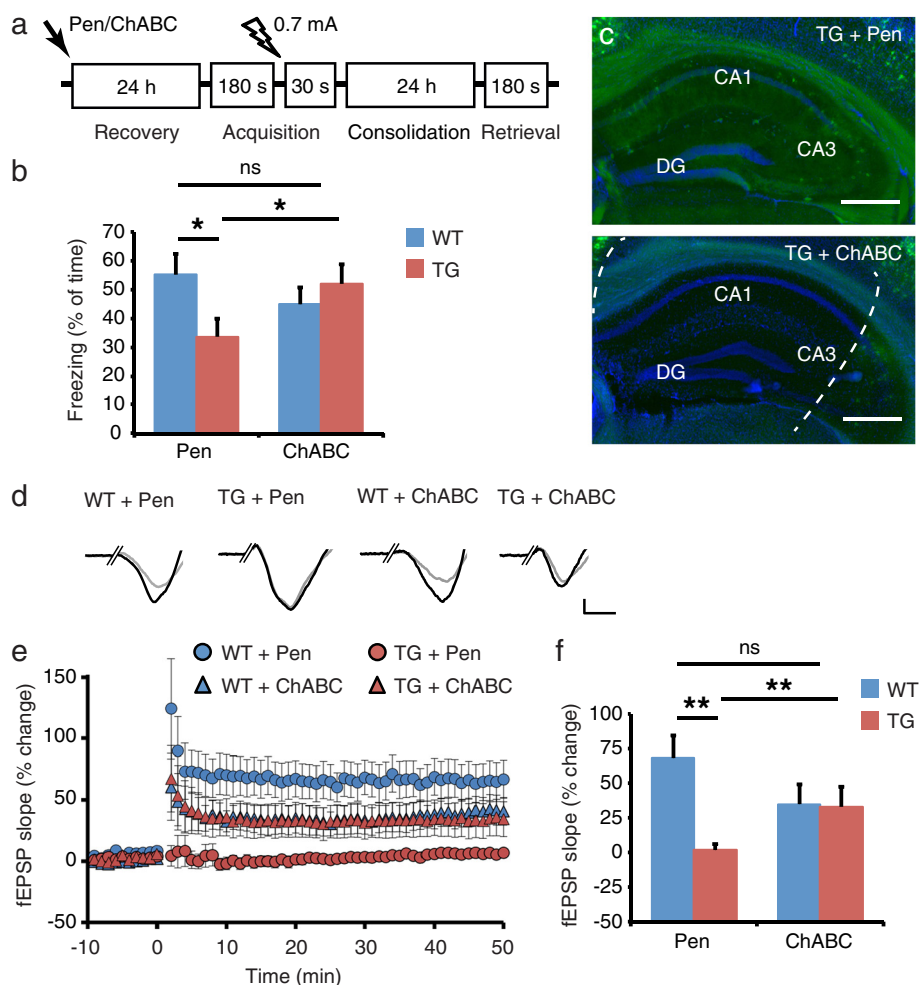 a
Pen/ChABC
0.7 mA
24 h
180 s
30 s
24 h
180 s
Recovery
Acquisition
Consolidation
Retrieval
b
ns
*
*
Freezing (% of time)
70
60
50
40
30
20
10
0
WT
TG
Pen
ChABC
c
TG + Pen
CA1
CA3
DG
TG + ChABC
CA1
CA3
DG
d
WT + Pen
TG + Pen
WT + ChABC
TG + ChABC
e
WT + Pen
TG + Pen
WT + ChABC
TG + ChABC
fEPSP slope (% change)
150
100
50
0
-50
-10
0
10
20
30
40
50
Time (min)
f
ns
**
**
WT
TG
fEPSP slope (% change)
100
75
50
25
0
-25
-50
Pen
ChABC